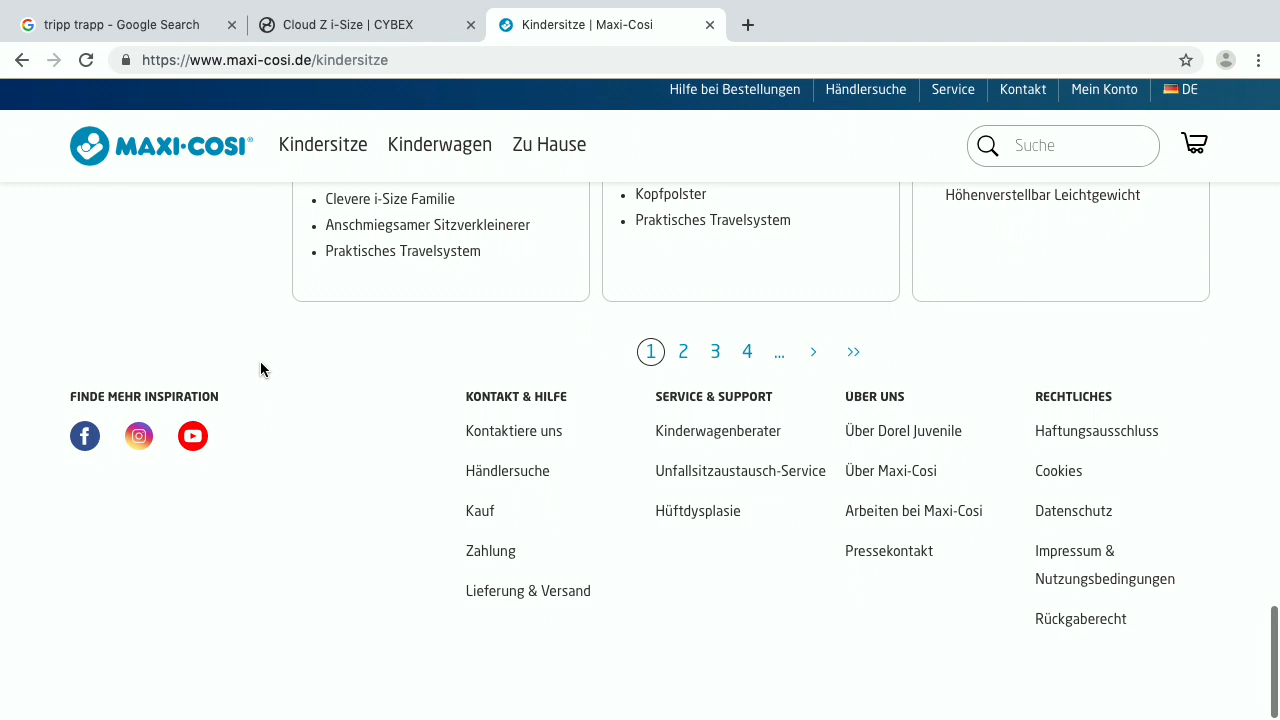 tripp trapp - Google Search
Cloud Z i-Size | CYBEX
Kindersitze | Maxi-Cosi
https://www.maxi-cosi.de/kindersitze
Hilfe bei Bestellungen
Händlersuche
Service
Kontakt
Mein Konto
DE
MAXI·COSI®
Kindersitze
Kinderwagen
Zu Hause
Suche
Clevere i-Size Familie
Anschmiegsamer Sitzverkleinerer
Praktisches Travelsystem
Kopfpolster
Praktisches Travelsystem
Höhenverstellbar Leichtgewicht
1 2 3 4 ... > >>
FINDE MEHR INSPIRATION
KONTAKT & HILFE
Kontaktiere uns
Händlersuche
Kauf
Zahlung
Lieferung & Versand
SERVICE & SUPPORT
Kinderwagenberater
Unfallsitzaustausch-Service
Hüftdysplasie
ÜBER UNS
Über Dorel Juvenile
Über Maxi-Cosi
Arbeiten bei Maxi-Cosi
Pressekontakt
RECHTLICHES
Haftungsausschluss
Cookies
Datenschutz
Impressum &
Nutzungsbedingungen
Rückgaberecht